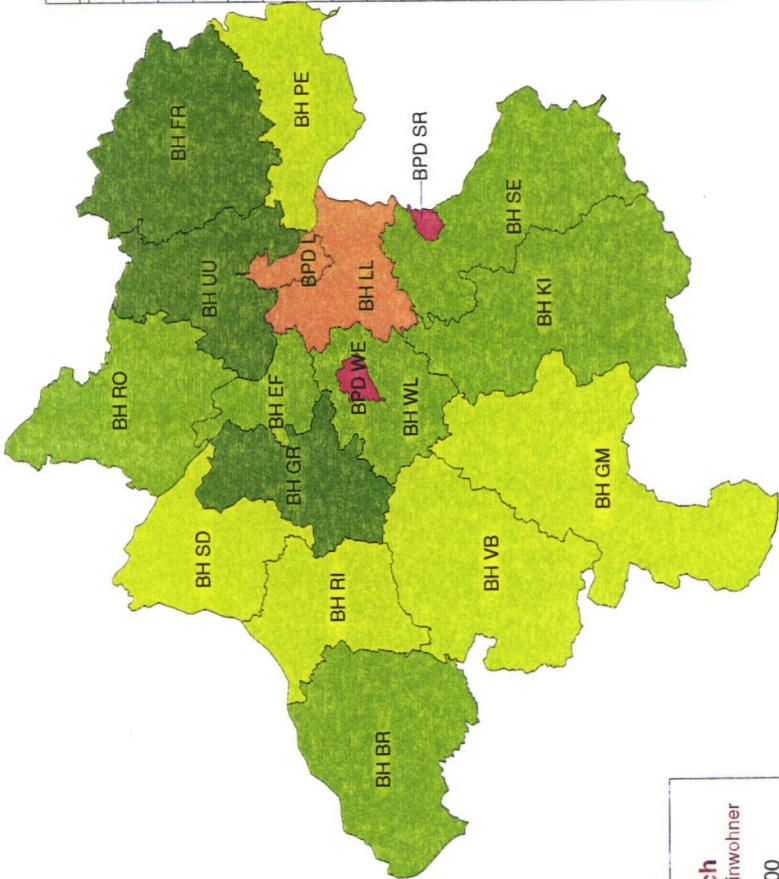 BH FR
BH PE
BPD SR
BH UU
BPD L
BH LL
BH SE
BH RO
BH EF
BPD WE
BH WL
BH KI
BH SD
BH GR
BH RI
BH VB
BH GM
BH BR
ch
inwohner
00